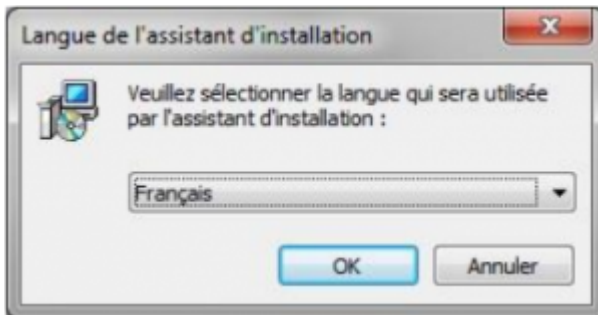 Langue de l'assistant d'installation
Veuillez sélectionner la langue qui sera utilisée
par l'assistant d'installation :
Français
OK
Annuler